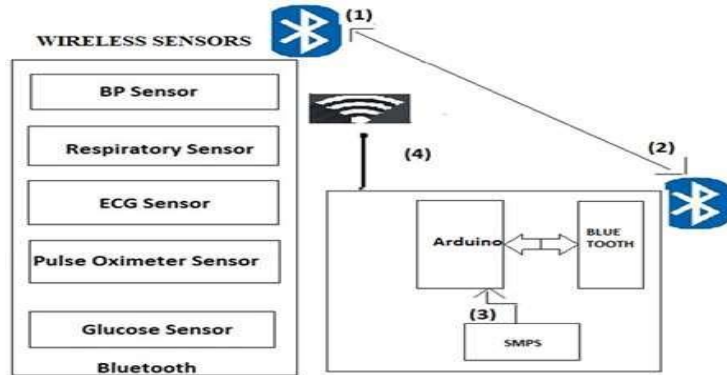 (1)
WIRELESS SENSORS
BP Sensor
Respiratory Sensor
ECG Sensor
Pulse Oximeter Sensor
Glucose Sensor
Bluetooth
(4)
(2)
Arduino
BLUE
TOOTH
(3)
SMPS